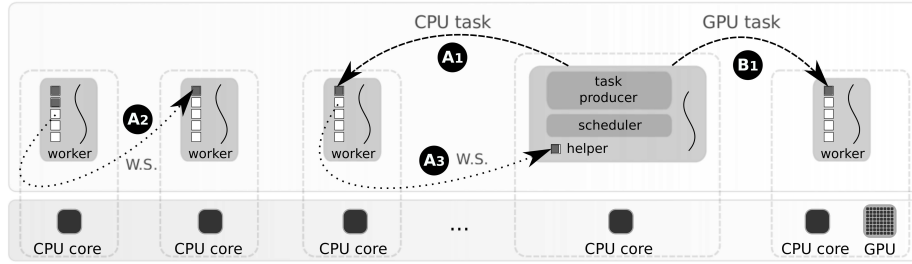 CPU task
GPU task
A1
B1
task
producer
scheduler
helper
A2
w.s.
A3
w.s.
worker
worker
worker
worker
...
CPU core
CPU core
CPU core
CPU core
CPU core
GPU